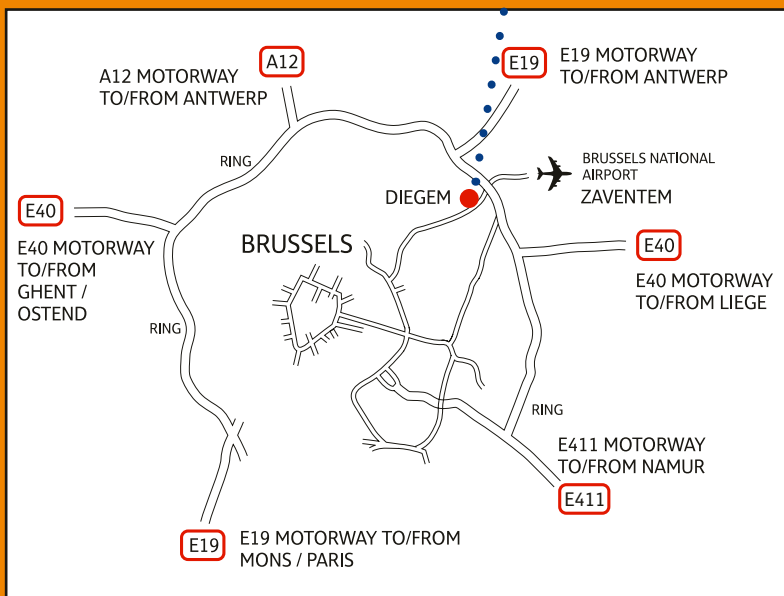 A12
A12 MOTORWAY
TO/FROM ANTWERP
E19
E19 MOTORWAY
TO/FROM ANTWERP
RING
BRUSSELS NATIONAL
AIRPORT
ZAVENTEM
DIEGEM
E40
E40 MOTORWAY
TO/FROM
GHENT /
OSTEND
BRUSSELS
E40
E40 MOTORWAY
TO/FROM LIEGE
RING
RING
E411 MOTORWAY
TO/FROM NAMUR
E411
E19
E19 MOTORWAY TO/FROM
MONS / PARIS